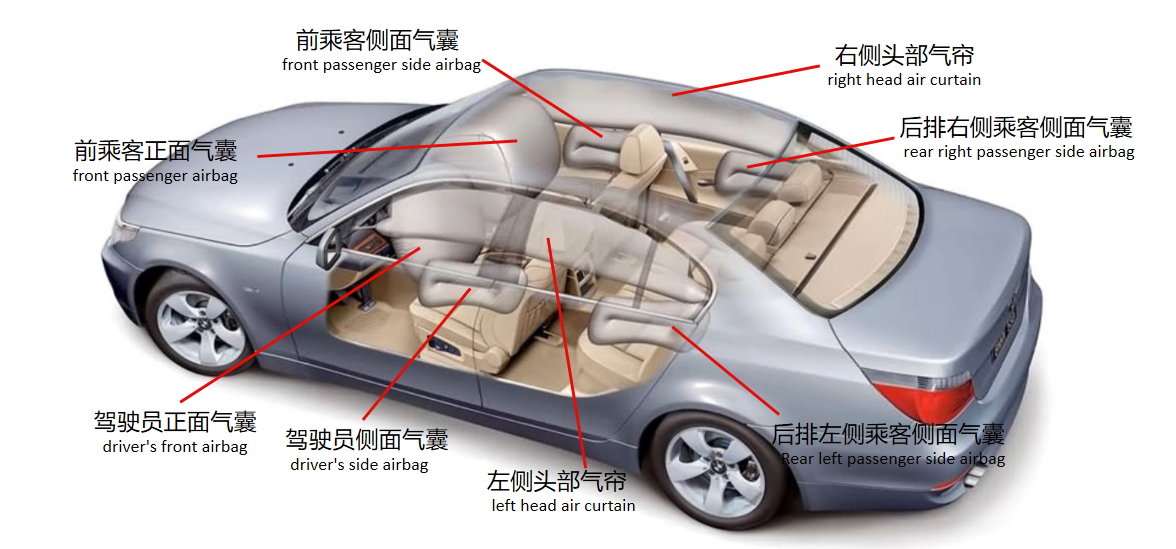 前乘客侧面气囊
front passenger side airbag
右侧头部气帘
right head air curtain
后排右侧乘客侧面气囊
rear right passenger side airbag
前乘客正面气囊
front passenger airbag
驾驶员正面气囊
driver's front airbag
驾驶员侧面气囊
driver's side airbag
左侧头部气帘
left head air curtain
后排左侧乘客侧面气囊
Rear left passenger side airbag